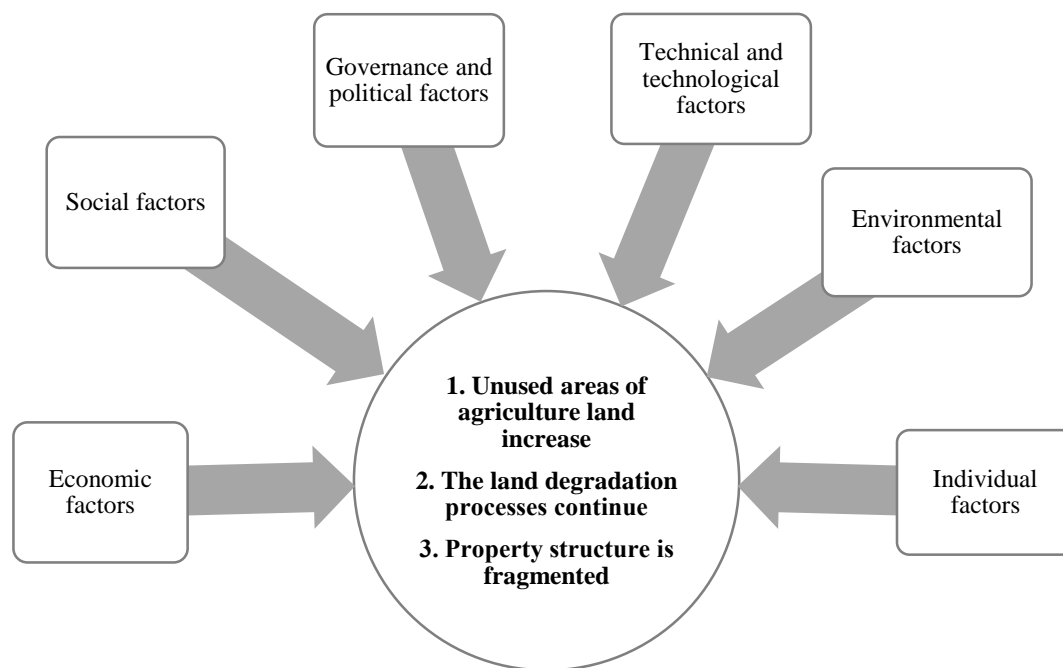 Governance and
political factors
Technical and
technological
factors
Social factors
Environmental
factors
1. Unused areas of
agriculture land
increase
2. The land degradation
processes continue
3. Property structure is
fragmented
Economic
factors
Individual
factors